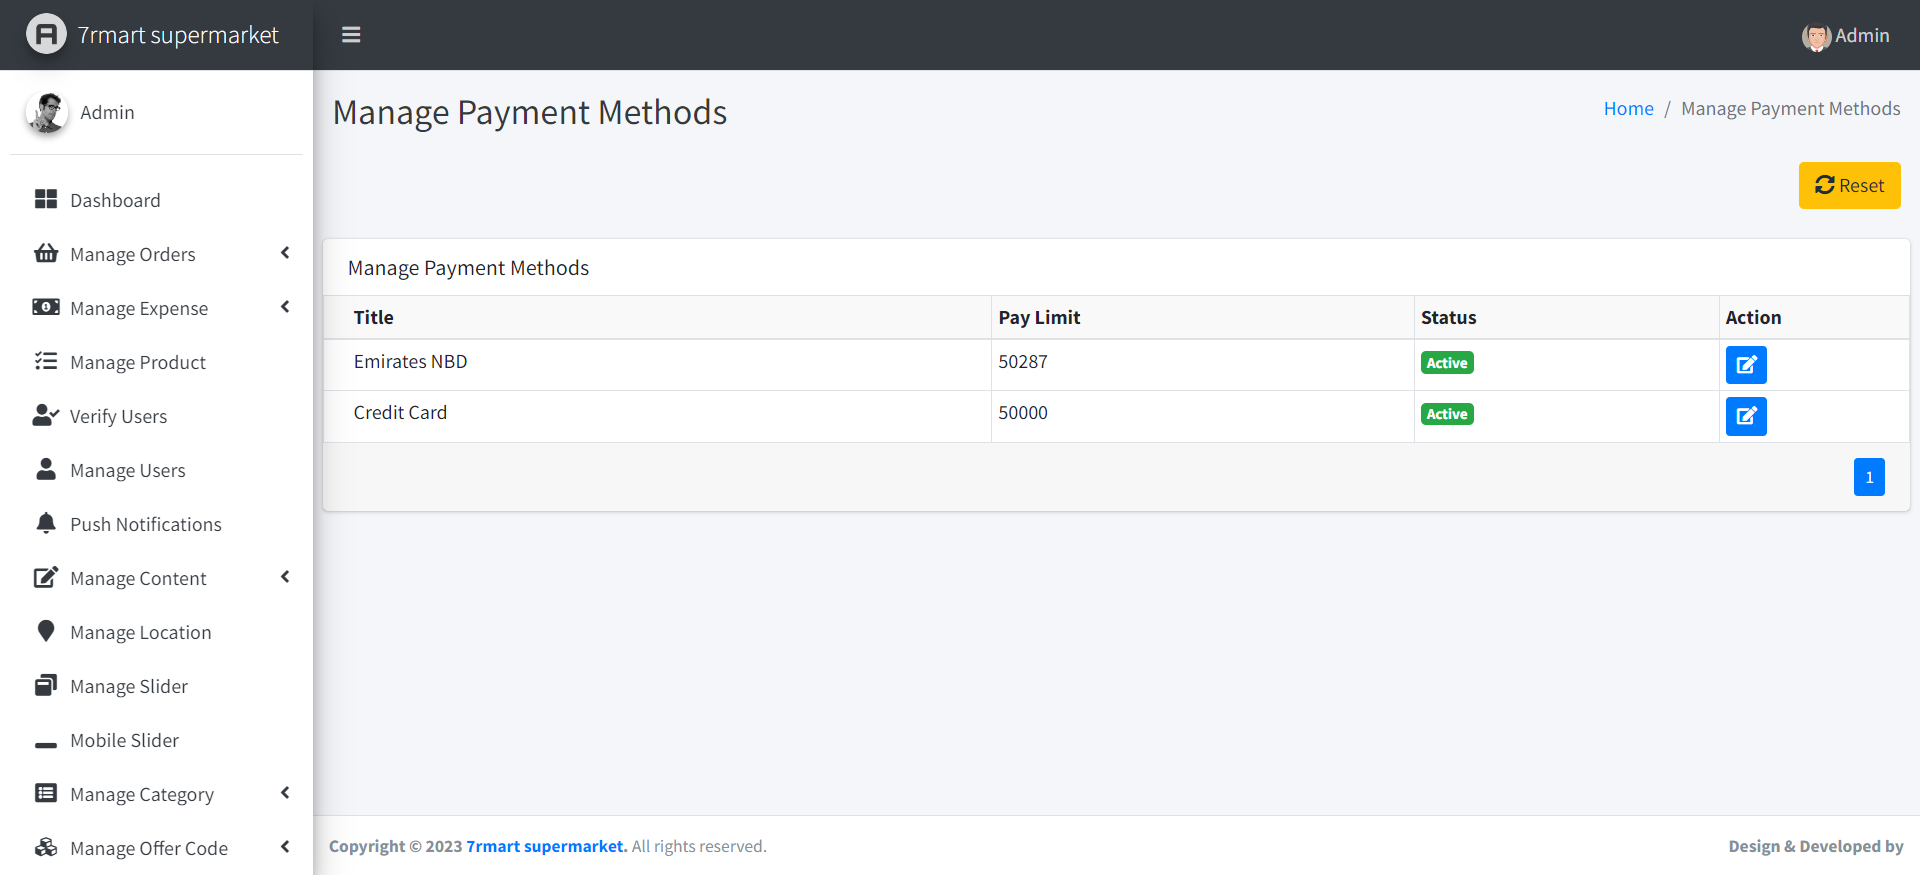 7rmart supermarket
Admin
Admin
Dashboard
Manage Orders
Manage Expense
Manage Product
Verify Users
Manage Users
Push Notifications
Manage Content
Manage Location
Manage Slider
Mobile Slider
Manage Category
Manage Offer Code
Manage Payment Methods
Home / Manage Payment Methods
Reset
Manage Payment Methods
Title Pay Limit Status Action
Emirates NBD 50287 Active
Credit Card 50000 Active
1
Copyright © 2023 7rmart supermarket. All rights reserved.
Design & Developed by